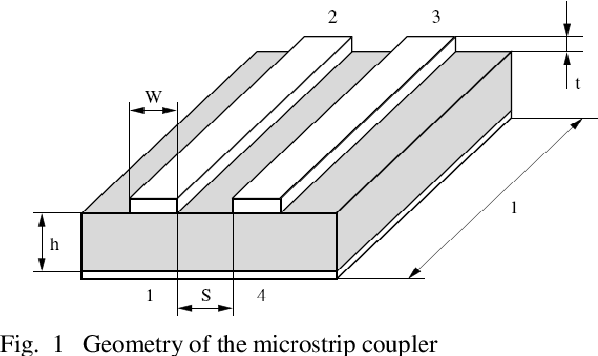 2 3
t
W
l
h
1 S 4
Fig. 1 Geometry of the microstrip coupler